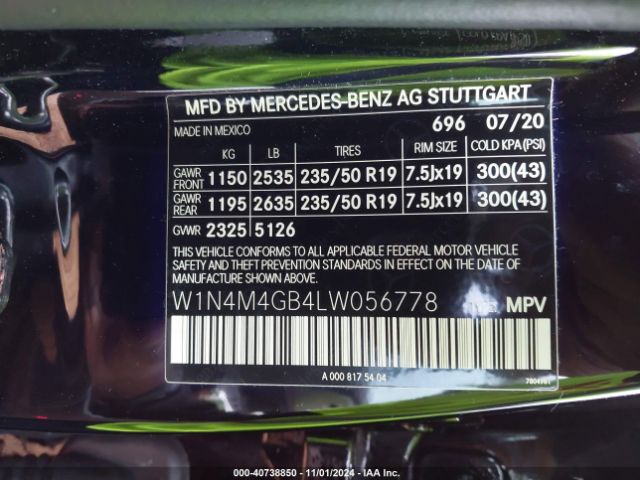 MFD BY MERCEDES-BENZ AG STUTTGART
MADE IN MEXICO 696 07/20
KG LB TIRES RIM SIZE COLD KPA(PSI)
GAWR FRONT 1150 2535 235/50 R19 7.5Jx19 300(43)
GAWR REAR 1195 2635 235/50 R19 7.5Jx19 300(43)
GVWR 2325 5126
THIS VEHICLE CONFORMS TO ALL APPLICABLE FEDERAL MOTOR VEHICLE
SAFETY AND THEFT PREVENTION STANDARDS IN EFFECT ON THE DATE OF
MANUFACTURE SHOWN ABOVE.
W1N4M4GB4LW056778 MPV
A 000 817 54 04
000-40738850 • 11/01/2024 • IAA Inc.